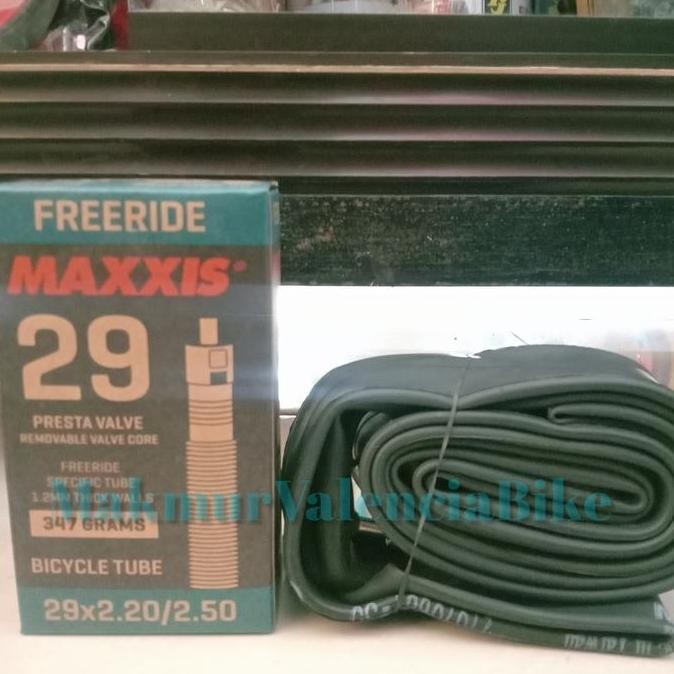 FREERIDE
MAXXIS®
29
PRESTA VALVE
REMOVABLE VALVE CORE
FREERIDE
SPECIFIC TUBE
1.2MM THICK WALLS
347 GRAMS
BICYCLE TUBE
29x2.20/2.50
MakmurValenciaBike